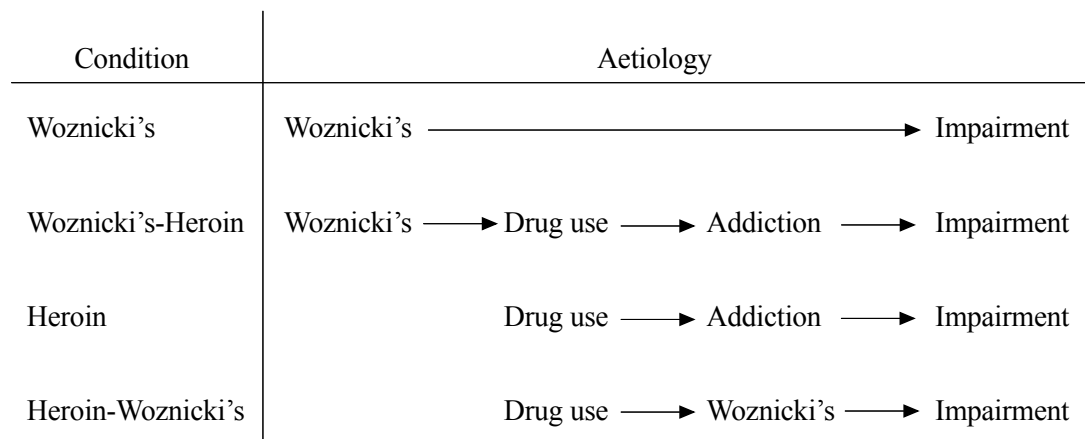 Condition Aetiology
Woznicki’s Woznicki’s Impairment
Woznicki’s-Heroin Woznicki’s Drug use Addiction Impairment
Heroin Drug use Addiction Impairment
Heroin-Woznicki’s Drug use Woznicki’s Impairment